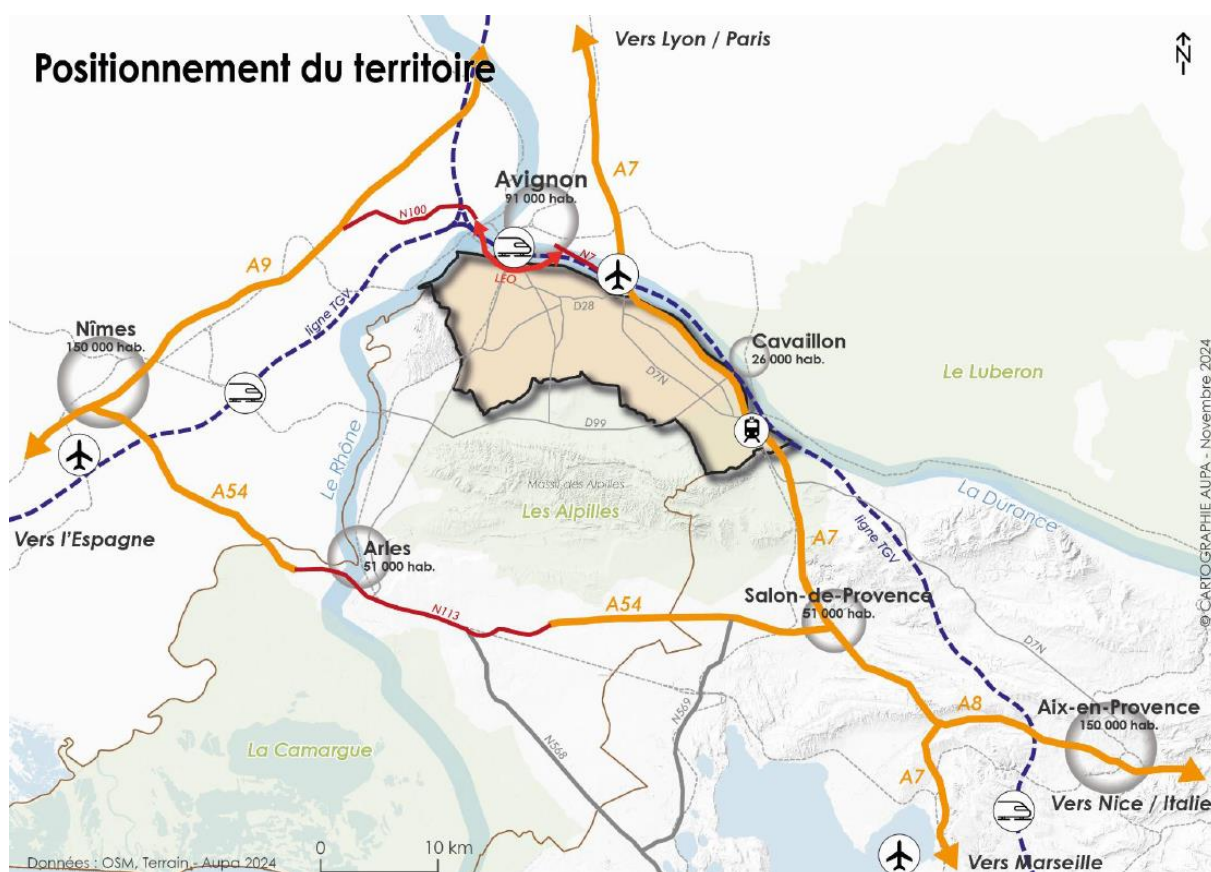 Positionnement du territoire
Vers Lyon / Paris
N
A7
Avignon
91 000 hab.
N100
A9
LEO
N7
ligne TGV
D28
Nîmes
150 000 hab.
Cavaillon
26 000 hab.
D7N
Le Luberon
D99
Le Rhône
A54
Massif des Alpilles
Les Alpilles
La Durance
Vers l'Espagne
ligne TGV
A7
Arles
51 000 hab.
Salon-de-Provence
51 000 hab.
A54
N113
D7N
A8
Aix-en-Provence
150 000 hab.
N569
N568
La Camargue
A7
Vers Nice / Italie
Vers Marseille
0
10 km
Données : OSM, Terrain - Aupa 2024
© CARTOGRAPHIE AUPA - Novembre 2024